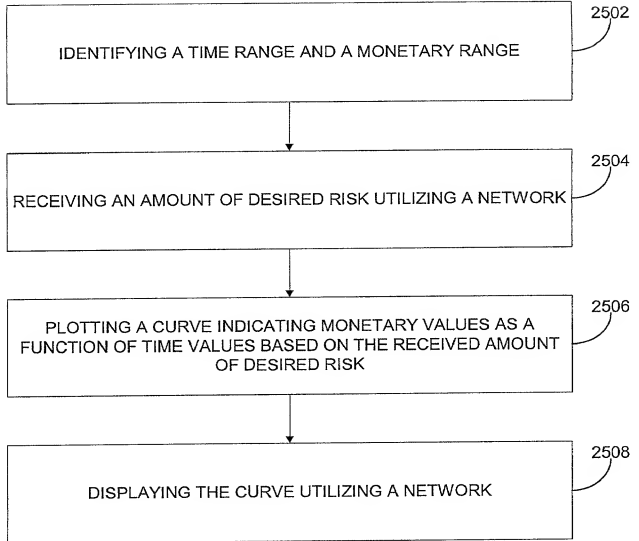 2502
IDENTIFYING A TIME RANGE AND A MONETARY RANGE
2504
RECEIVING AN AMOUNT OF DESIRED RISK UTILIZING A NETWORK
2506
PLOTTING A CURVE INDICATING MONETARY VALUES AS A
FUNCTION OF TIME VALUES BASED ON THE RECEIVED AMOUNT
OF DESIRED RISK
2508
DISPLAYING THE CURVE UTILIZING A NETWORK